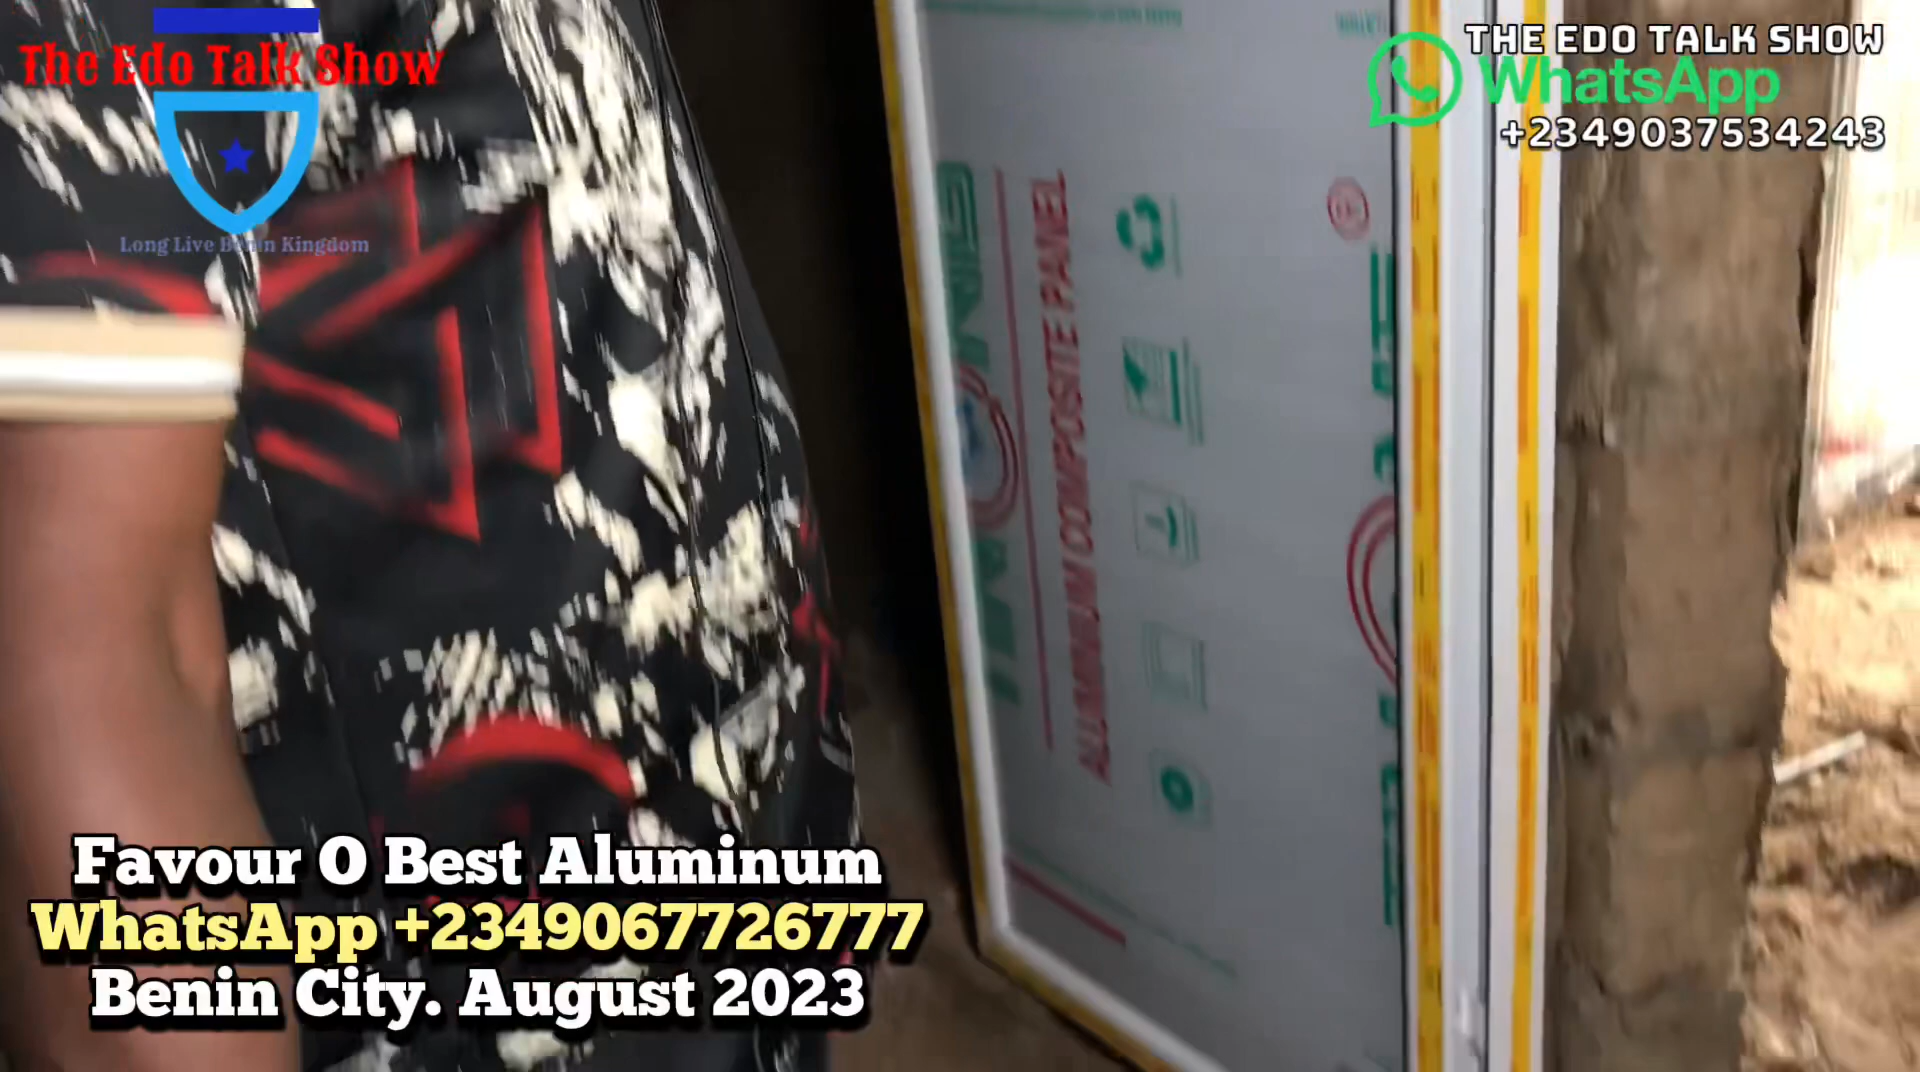 The Edo Talk Show
Long Live Benin Kingdom
THE EDO TALK SHOW
WhatsApp
+2349037534243
ALUMINIUM COMPOSITE PANEL
Favour O Best Aluminum
WhatsApp +2349067726777
Benin City. August 2023